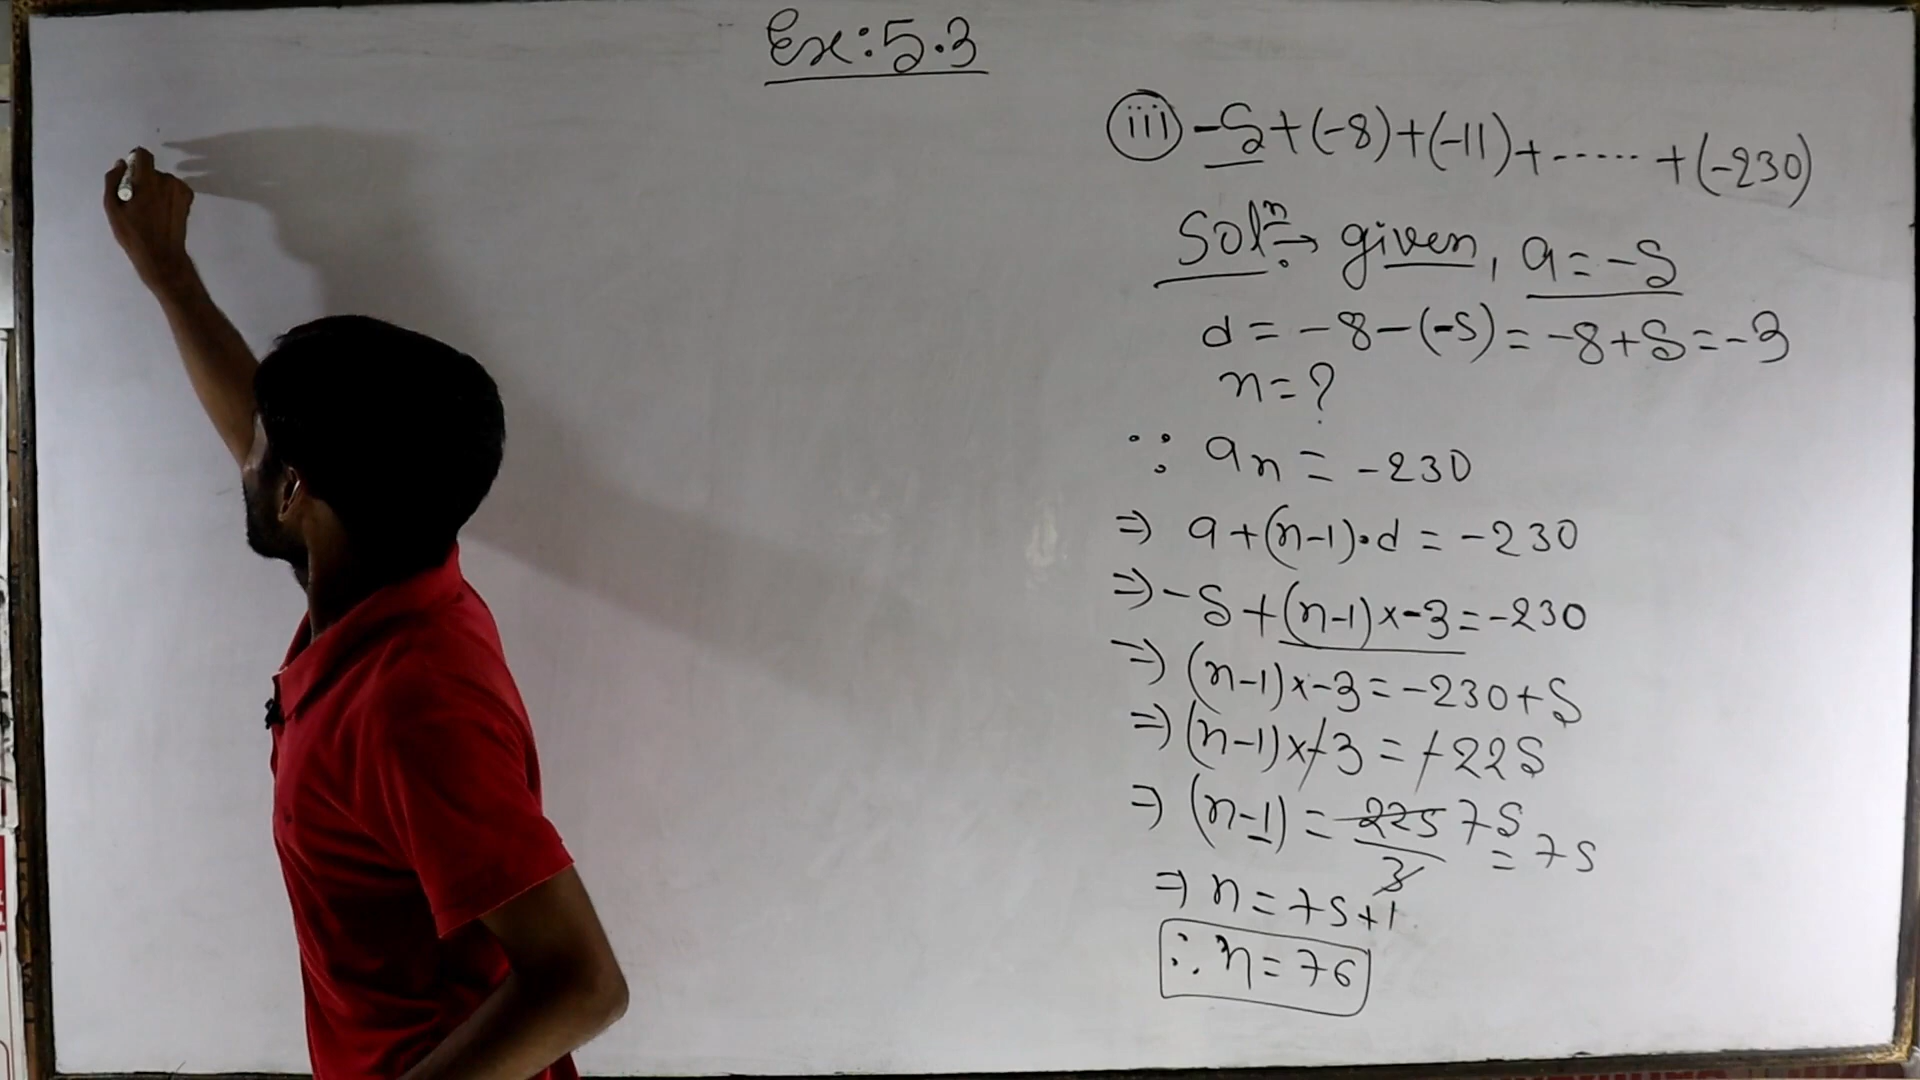 Ex:5.3
(iii) -5+(-8)+(-11)+......+(-230)
Solⁿ:→ given, a=-5
d = -8-(-5) = -8+5=-3
n=?
∵ an = -230
⇒ a+(n-1)·d = -230
⇒ -5+(n-1)×-3=-230
⇒ (n-1)×-3=-230+5
⇒ (n-1)×-3=-225
⇒ (n-1) = 225/3 75 = 75
⇒ n=75+1
∴ n=76